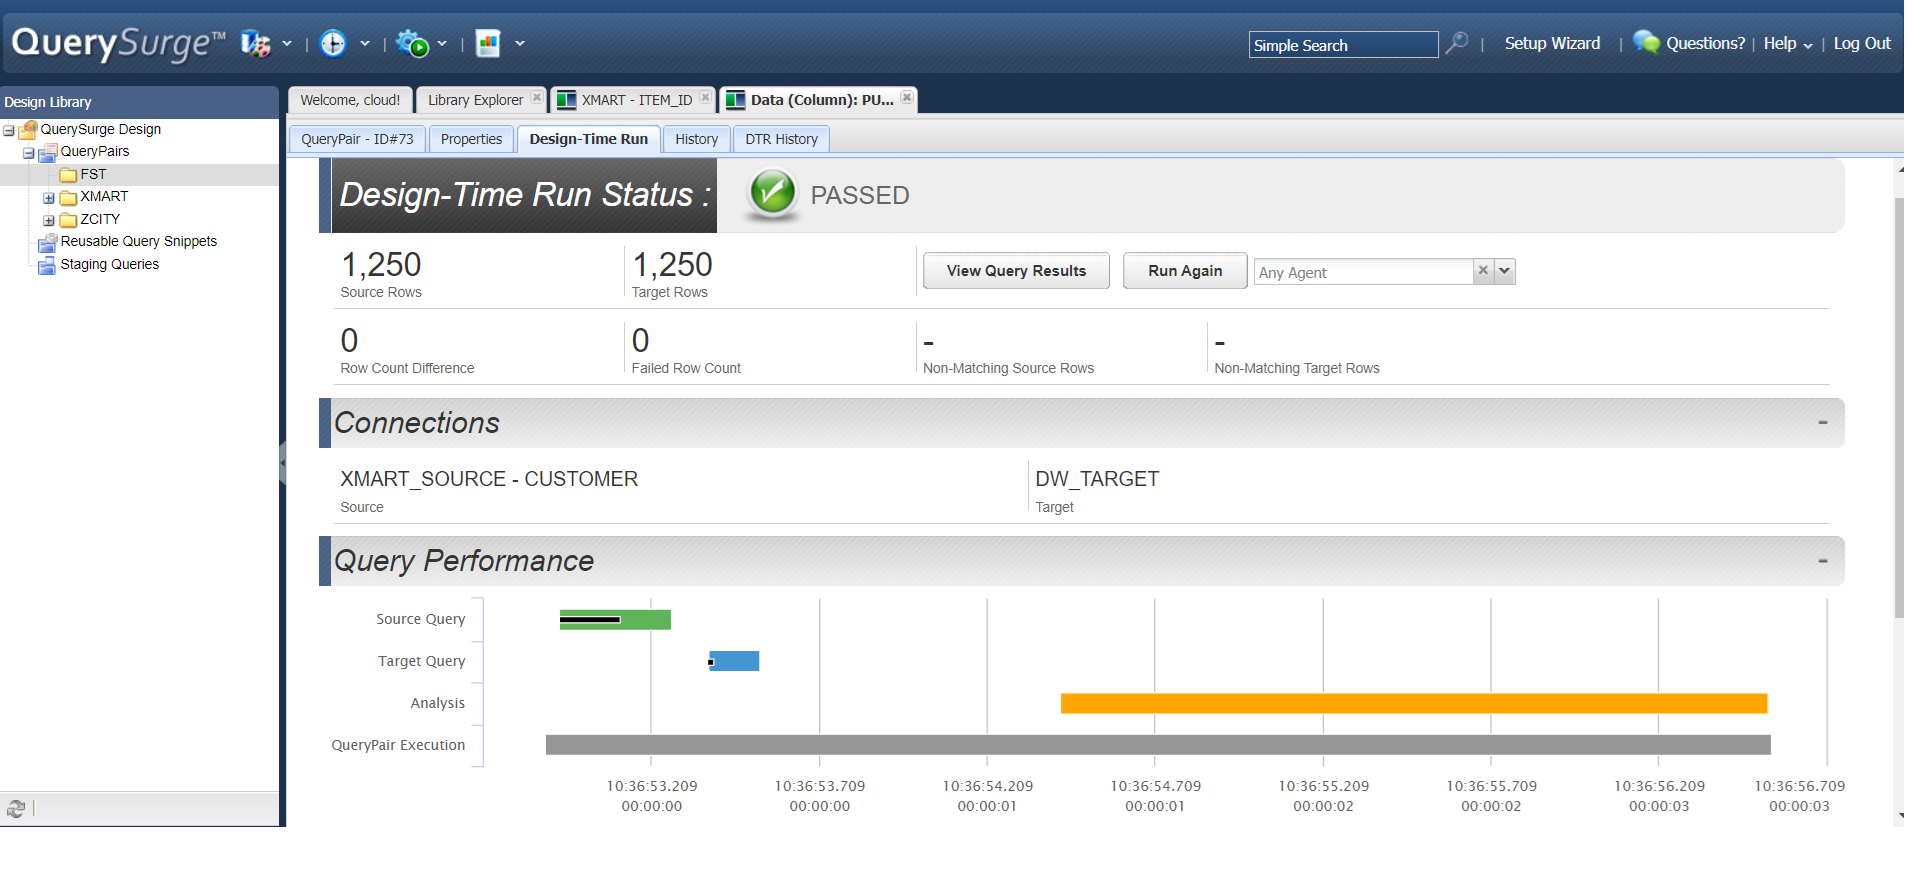 QuerySurge™
Simple Search
Setup Wizard
Questions?
Help
Log Out
Design Library
QuerySurge Design
QueryPairs
FST
XMART
ZCITY
Reusable Query Snippets
Staging Queries
Welcome, cloud!
Library Explorer
XMART - ITEM_ID
Data (Column): PU...
QueryPair - ID#73
Properties
Design-Time Run
History
DTR History
Design-Time Run Status :
PASSED
1,250
Source Rows
1,250
Target Rows
View Query Results
Run Again
Any Agent
0
Row Count Difference
0
Failed Row Count
-
Non-Matching Source Rows
-
Non-Matching Target Rows
Connections
-
XMART_SOURCE - CUSTOMER
Source
DW_TARGET
Target
Query Performance
-
Source Query
Target Query
Analysis
QueryPair Execution
10:36:53.209 10:36:53.709 10:36:54.209 10:36:54.709 10:36:55.209 10:36:55.709 10:36:56.209 10:36:56.709
00:00:00 00:00:00 00:00:01 00:00:01 00:00:02 00:00:02 00:00:03 00:00:03